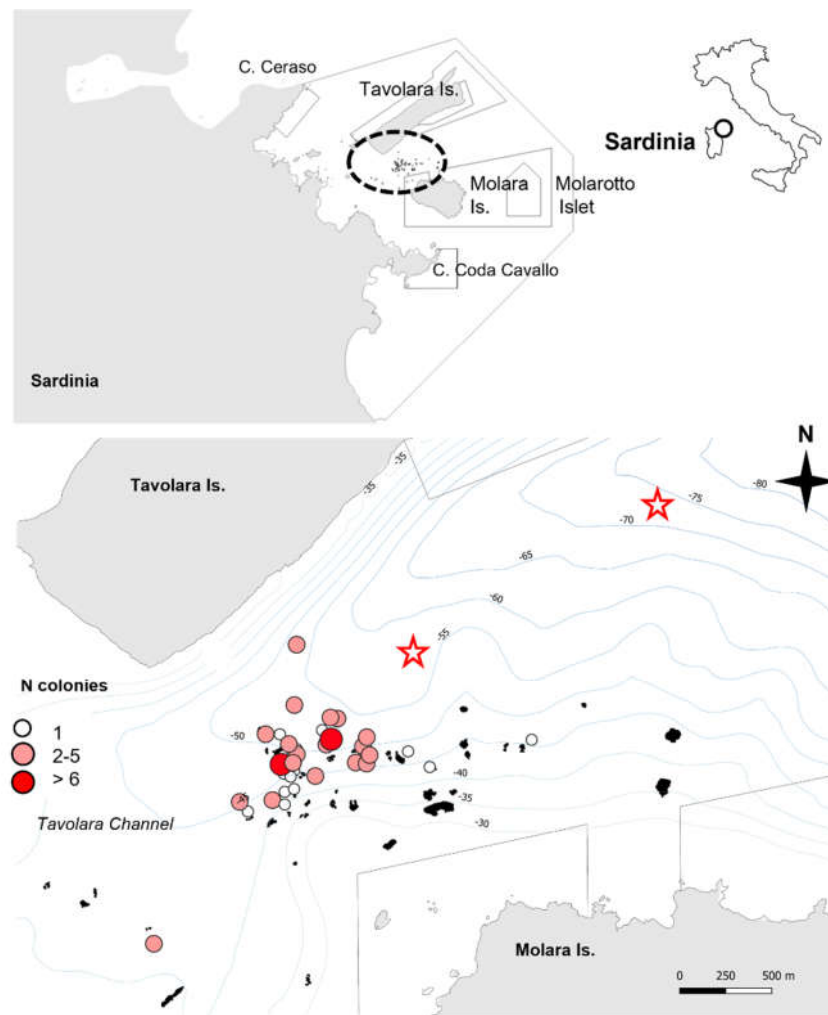 C. Ceraso
Tavolara Is.
Sardinia
Molara
Is.
Molarotto
Islet
C. Coda Cavallo
Sardinia
N
Tavolara Is.
-35
-35
-80
-75
-70
-65
-60
-55
N colonies
1
2-5
> 6
-50
-40
-35
-30
Tavolara Channel
Molara Is.
0 250 500 m